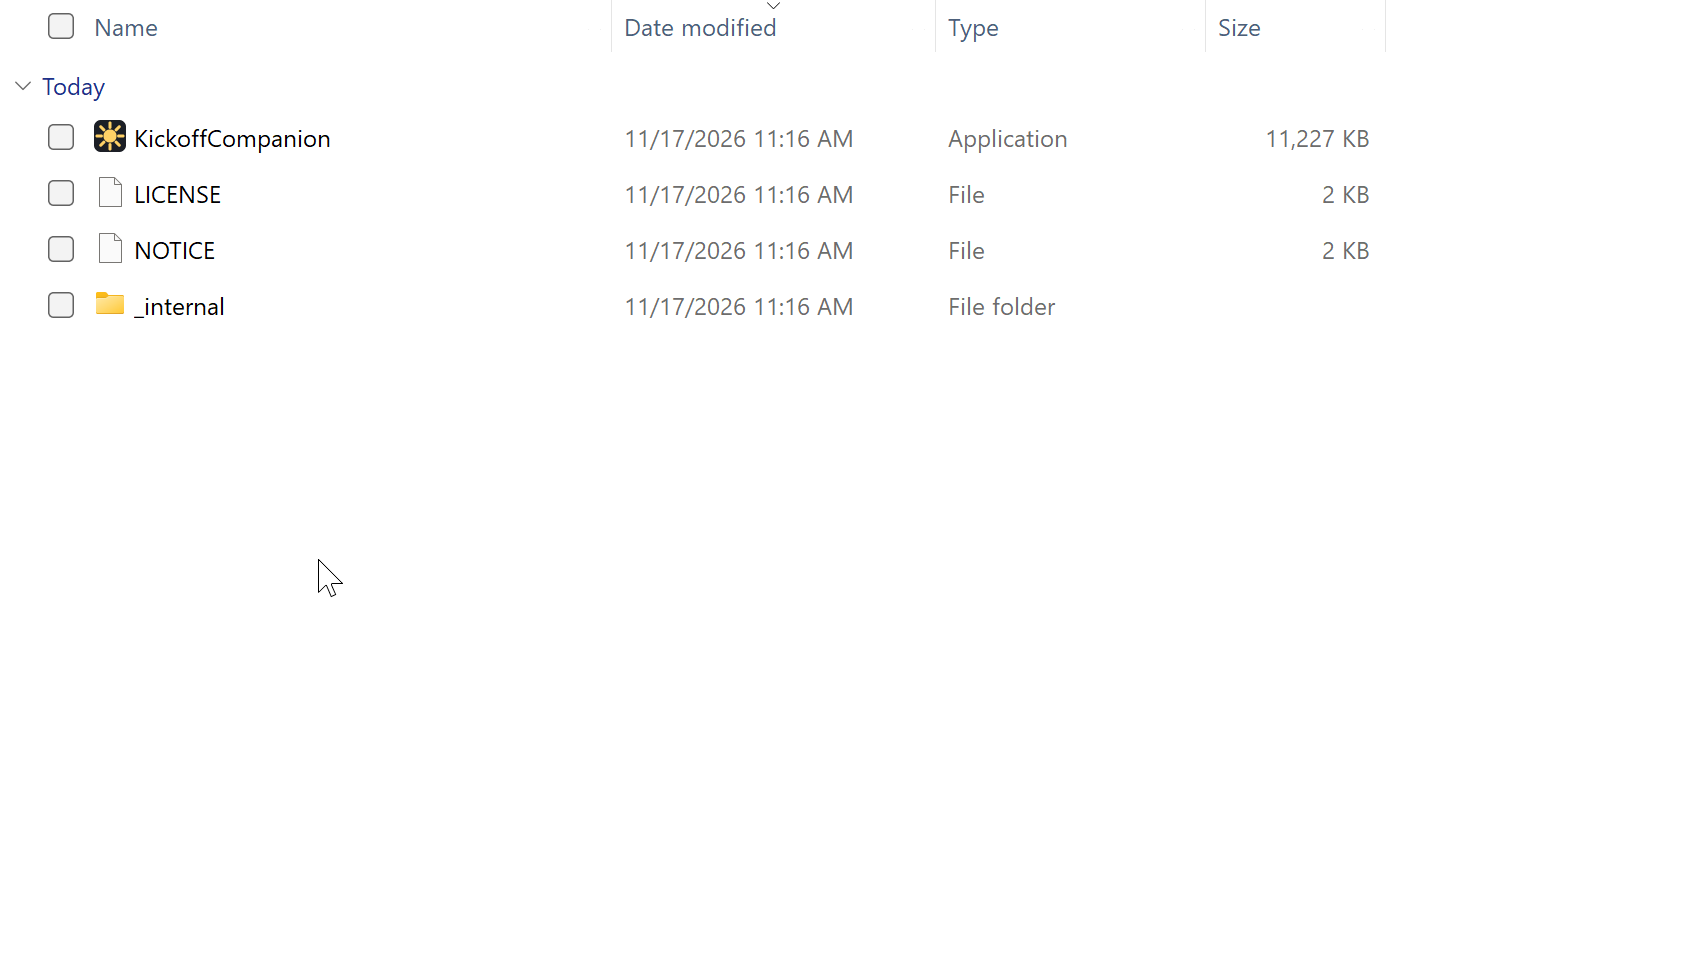 Name Date modified Type Size
Today
KickoffCompanion 11/17/2026 11:16 AM Application 11,227 KB
LICENSE 11/17/2026 11:16 AM File 2 KB
NOTICE 11/17/2026 11:16 AM File 2 KB
_internal 11/17/2026 11:16 AM File folder